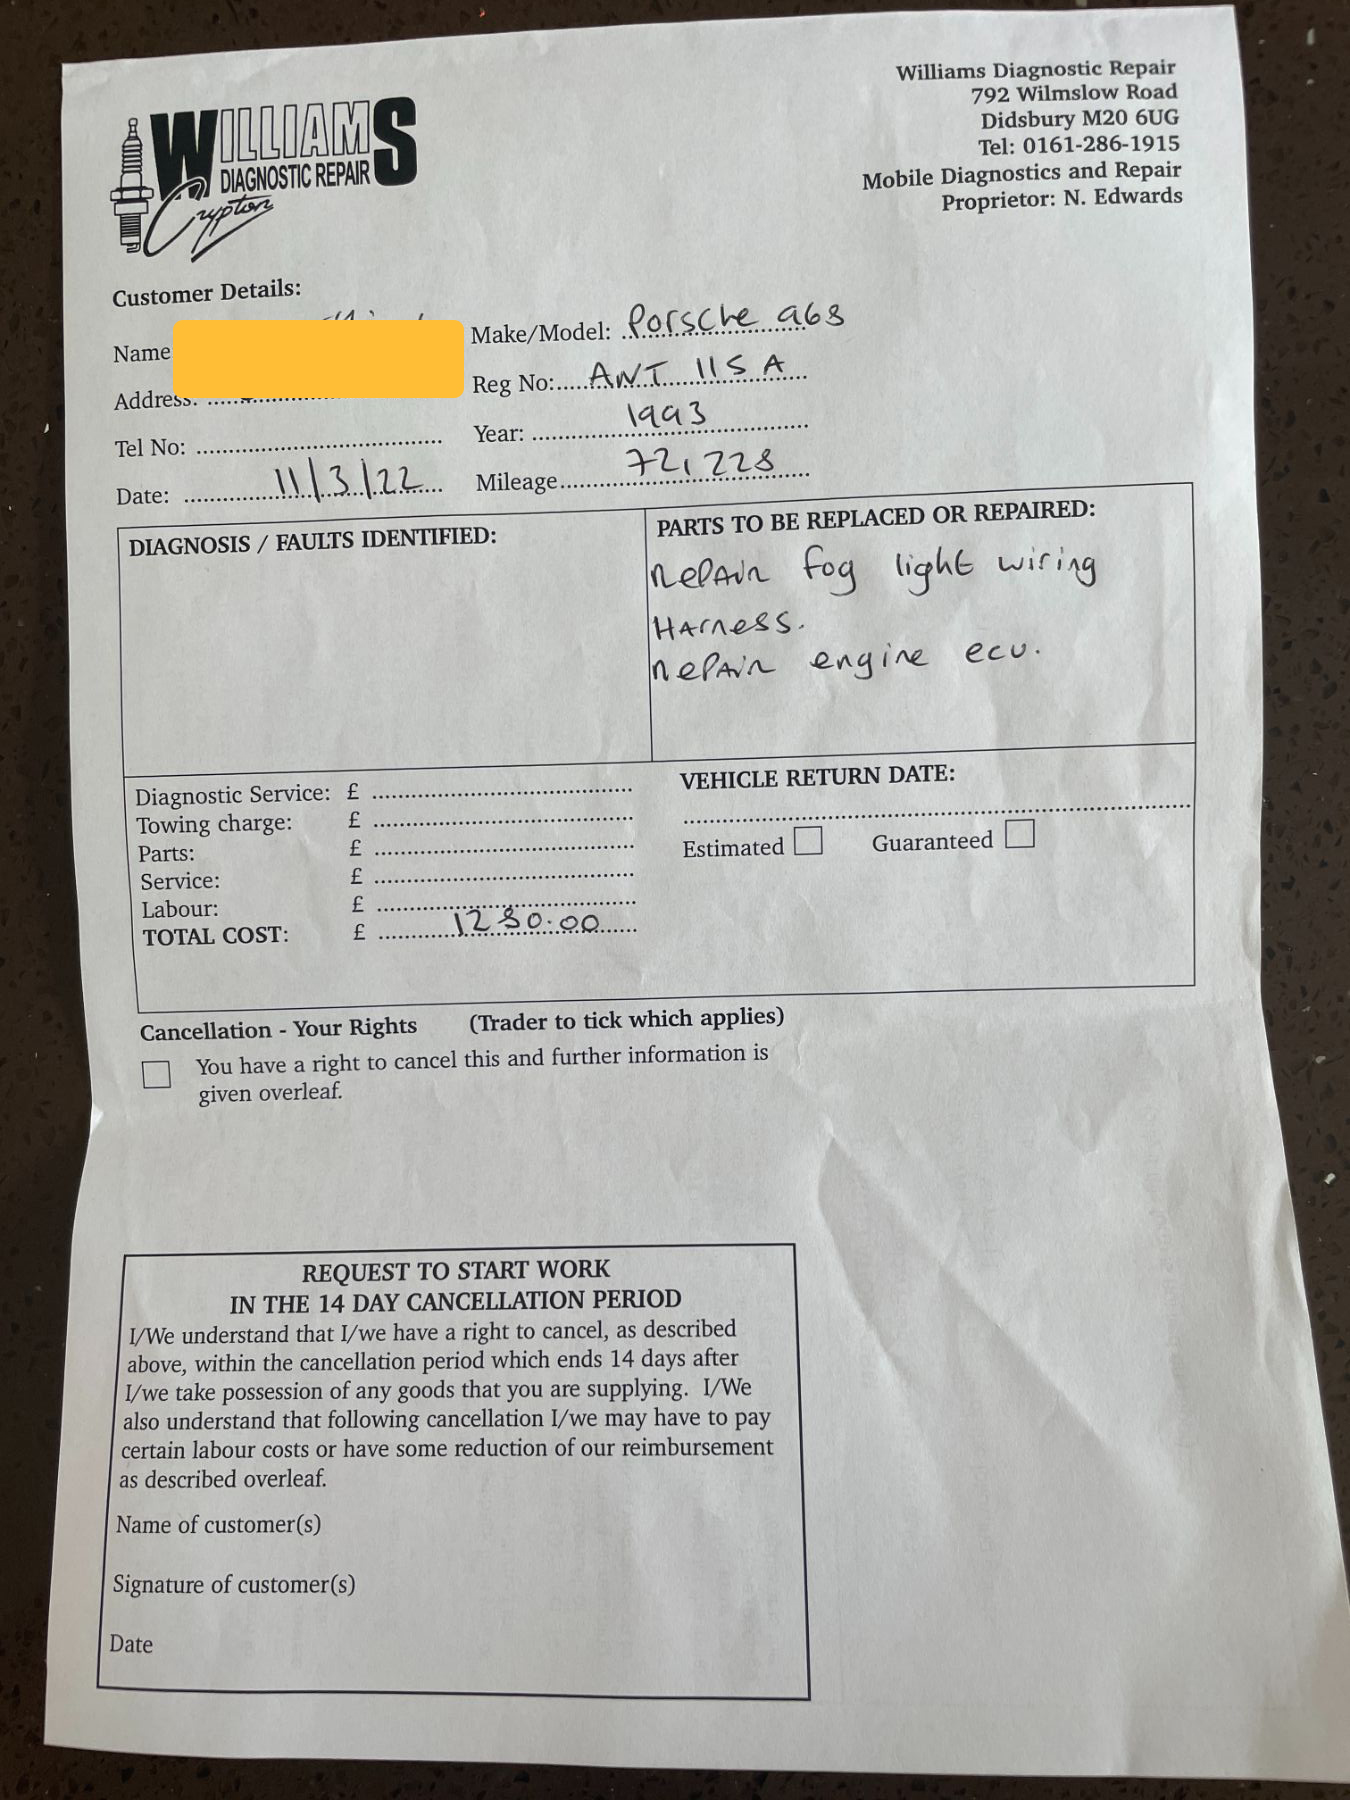 WILLIAMS
DIAGNOSTIC REPAIR
Crypton
Williams Diagnostic Repair
792 Wilmslow Road
Didsbury M20 6UG
Tel: 0161-286-1915
Mobile Diagnostics and Repair
Proprietor: N. Edwards
Customer Details:
Name
Make/Model: Porsche 968
Address:
Reg No: ANT 115 A
Tel No:
Year: 1993
Date: 11/3/22
Mileage 72,228
DIAGNOSIS / FAULTS IDENTIFIED:
PARTS TO BE REPLACED OR REPAIRED:
Repair fog light wiring
Harness.
Repair engine ecu.
Diagnostic Service: £
Towing charge: £
Parts: £
Service: £
Labour: £
TOTAL COST: £ 1280.00
VEHICLE RETURN DATE:
Estimated Guaranteed
Cancellation - Your Rights (Trader to tick which applies)
You have a right to cancel this and further information is
given overleaf.
REQUEST TO START WORK
IN THE 14 DAY CANCELLATION PERIOD
I/We understand that I/we have a right to cancel, as described
above, within the cancellation period which ends 14 days after
I/we take possession of any goods that you are supplying. I/We
also understand that following cancellation I/we may have to pay
certain labour costs or have some reduction of our reimbursement
as described overleaf.
Name of customer(s)
Signature of customer(s)
Date